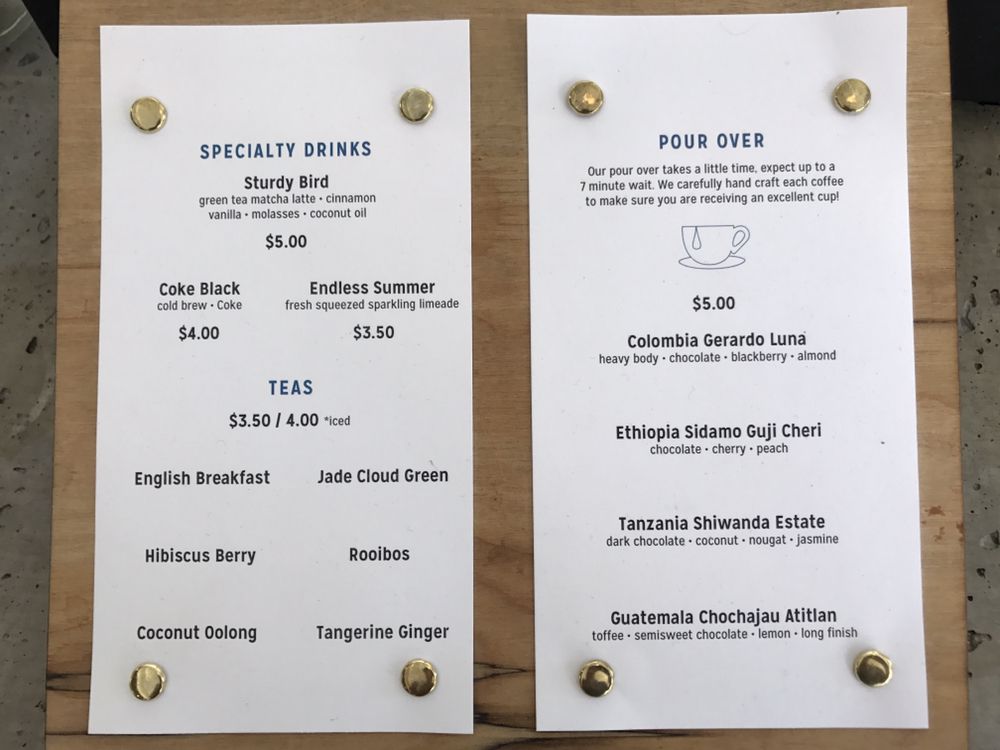 SPECIALTY DRINKS
Sturdy Bird
green tea matcha latte • cinnamon
vanilla • molasses • coconut oil
$5.00
Coke Black
cold brew • Coke
$4.00
Endless Summer
fresh squeezed sparkling limeade
$3.50
TEAS
$3.50 / 4.00 *iced
English Breakfast
Jade Cloud Green
Hibiscus Berry
Rooibos
Coconut Oolong
Tangerine Ginger
POUR OVER
Our pour over takes a little time, expect up to a
7 minute wait. We carefully hand craft each coffee
to make sure you are receiving an excellent cup!
$5.00
Colombia Gerardo Luna
heavy body • chocolate • blackberry • almond
Ethiopia Sidamo Guji Cheri
chocolate • cherry • peach
Tanzania Shiwanda Estate
dark chocolate • coconut • nougat • jasmine
Guatemala Chochajau Atitlan
toffee • semisweet chocolate • lemon • long finish